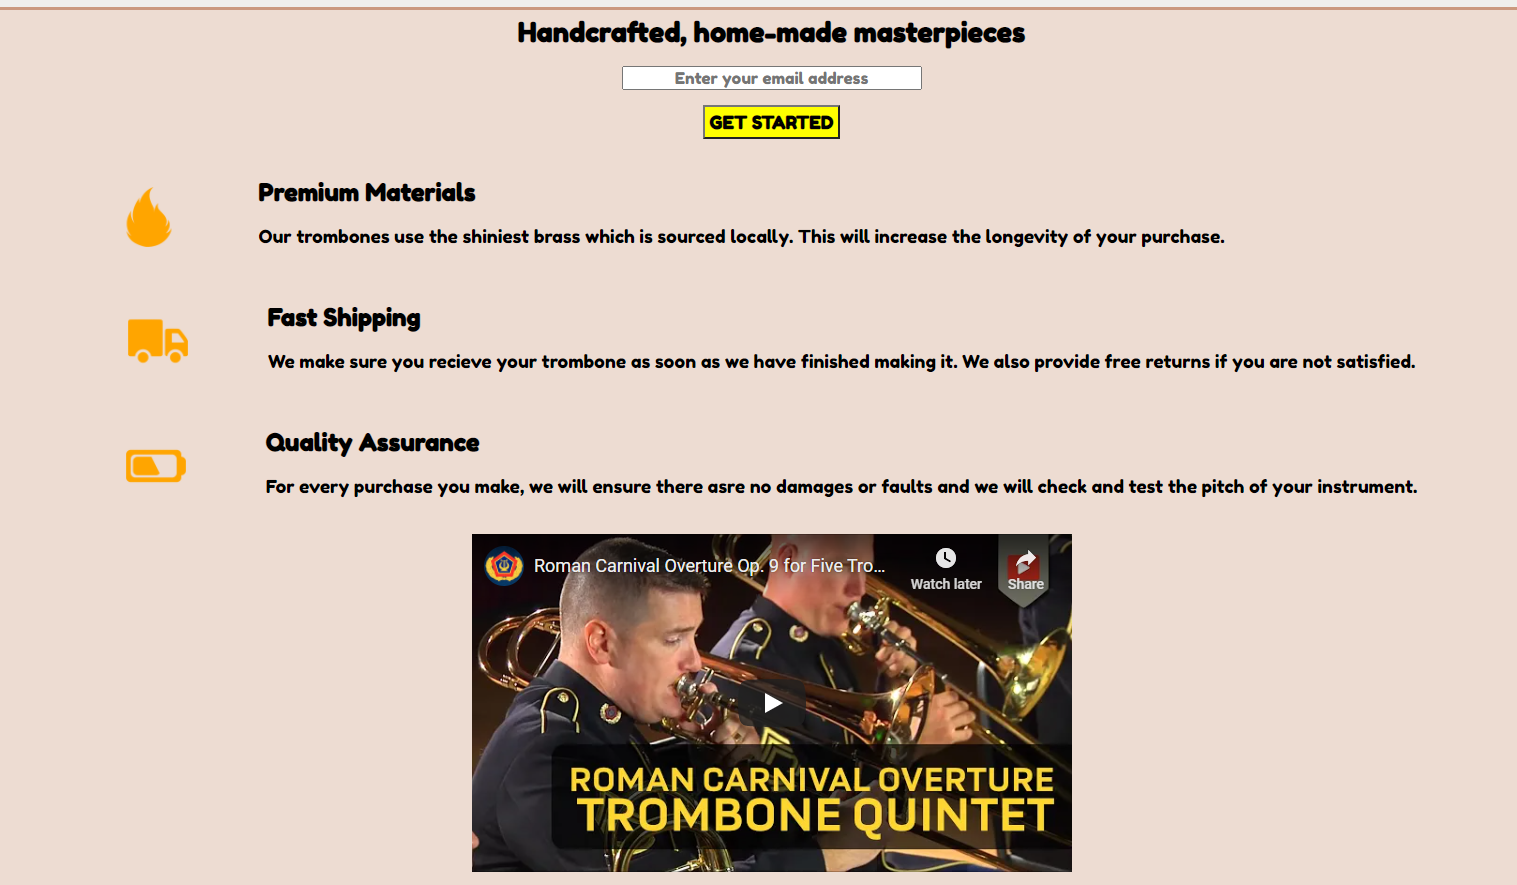 Handcrafted, home-made masterpieces
Enter your email address
GET STARTED
Premium Materials
Our trombones use the shiniest brass which is sourced locally. This will increase the longevity of your purchase.
Fast Shipping
We make sure you recieve your trombone as soon as we have finished making it. We also provide free returns if you are not satisfied.
Quality Assurance
For every purchase you make, we will ensure there asre no damages or faults and we will check and test the pitch of your instrument.
Roman Carnival Overture Op. 9 for Five Tro...
Watch later
Share
ROMAN CARNIVAL OVERTURE
TROMBONE QUINTET